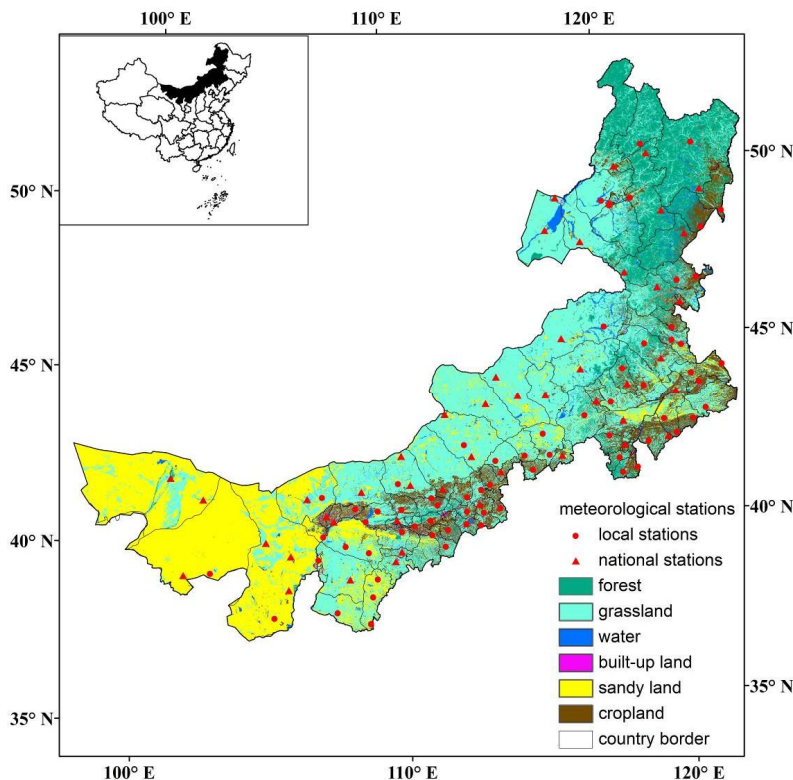 100° E 110° E 120° E
50° N
50° N
45° N
45° N
40° N
40° N
35° N
35° N
meteorological stations
local stations
national stations
forest
grassland
water
built-up land
sandy land
cropland
country border
100° E 110° E 120° E